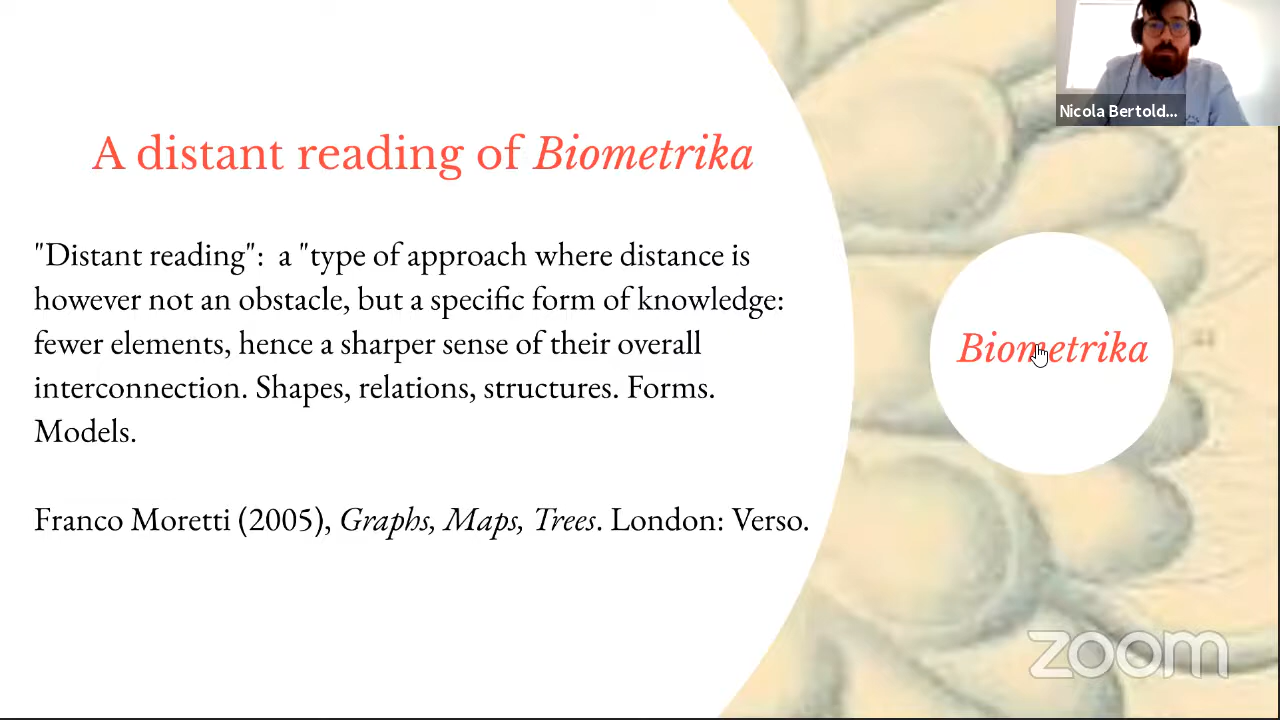 A distant reading of Biometrika
"Distant reading":  a "type of approach where distance is
however not an obstacle, but a specific form of knowledge:
fewer elements, hence a sharper sense of their overall
interconnection. Shapes, relations, structures. Forms.
Models.
Franco Moretti (2005), Graphs, Maps, Trees. London: Verso.
Biometrika
Nicola Bertold...
zoom